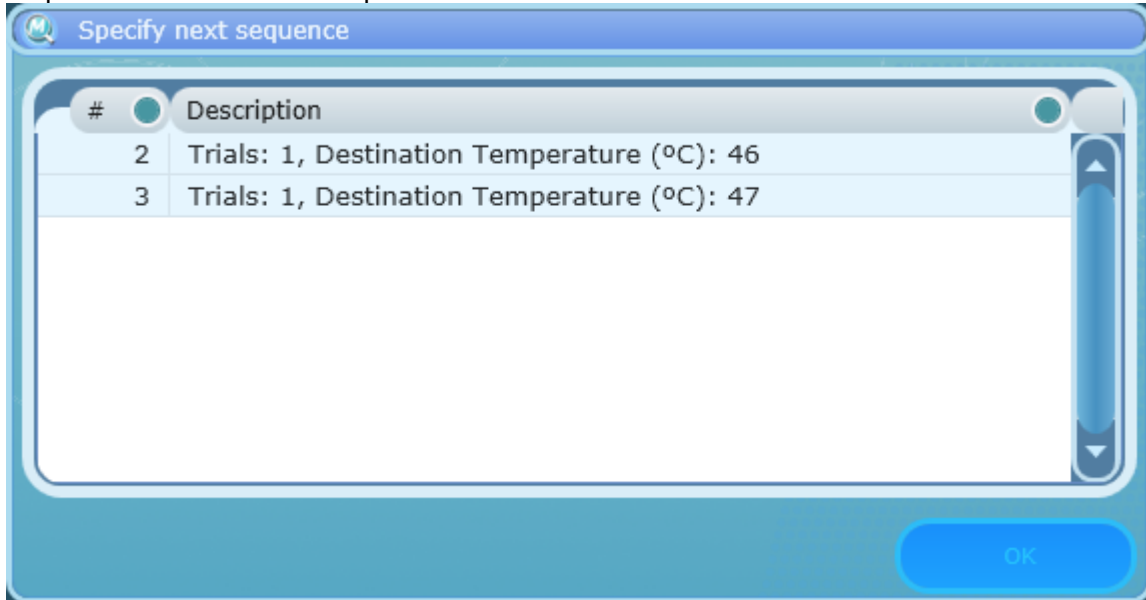 Specify next sequence
# Description
2 Trials: 1, Destination Temperature (ºC): 46
3 Trials: 1, Destination Temperature (ºC): 47
OK